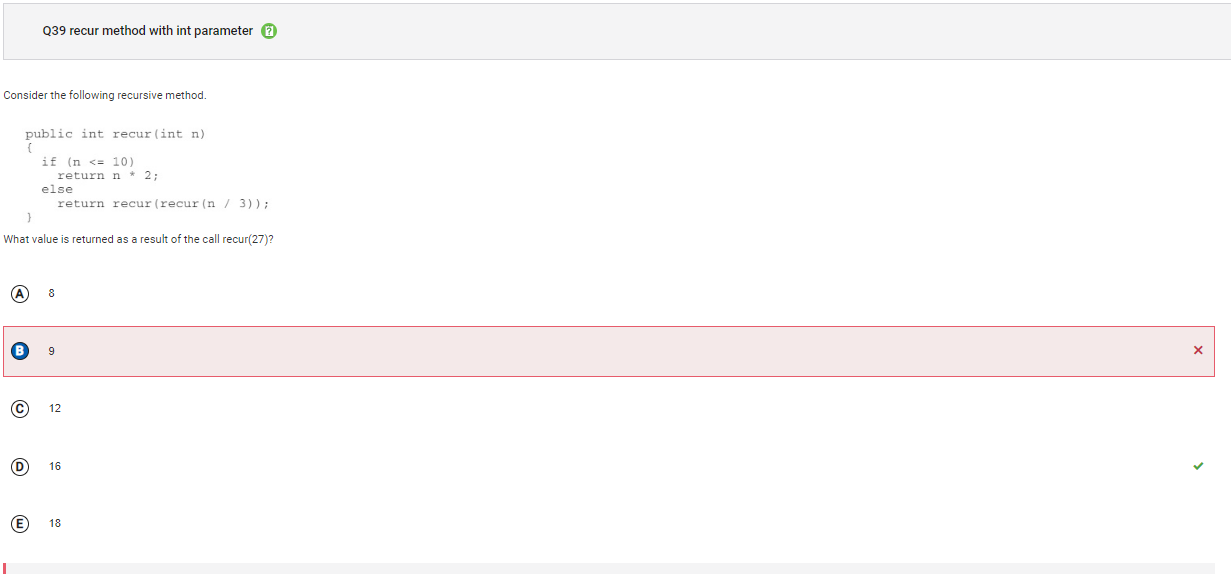 Q39 recur method with int parameter ?
Consider the following recursive method.
public int recur(int n)
{
if (n <= 10)
return n * 2;
else
return recur(recur(n / 3));
}
What value is returned as a result of the call recur(27)?
A 8
B 9
C 12
D 16
E 18